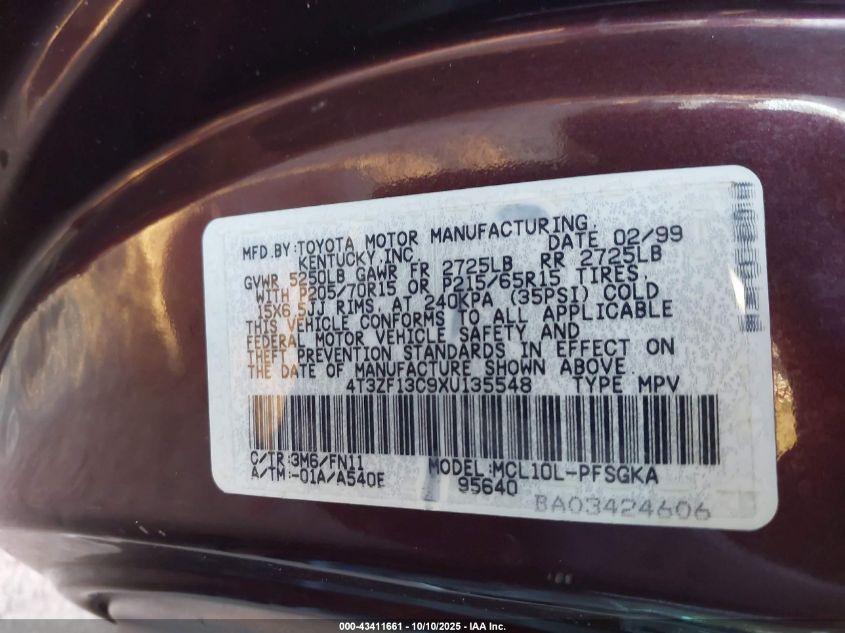 MFD.BY:TOYOTA MOTOR MANUFACTURING
KENTUCKY,INC. DATE 02/99
GVWR 5250LB GAWR FR 2725LB RR 2725LB
WITH P205/70R15 OR P215/65R15 TIRES,
15X6.5JJ RIMS, AT 240KPA (35PSI) COLD
THIS VEHICLE CONFORMS TO ALL APPLICABLE
FEDERAL MOTOR VEHICLE SAFETY AND
THEFT PREVENTION STANDARDS IN EFFECT ON
THE DATE OF MANUFACTURE SHOWN ABOVE.
4T3ZF13C9XU135548 TYPE MPV
C/TR:3M6/FN11 MODEL:MCL10L-PFSGKA
A/TM:-01A/A540E 95640
BA03424606
000-43411661 - 10/10/2025 - IAA Inc.